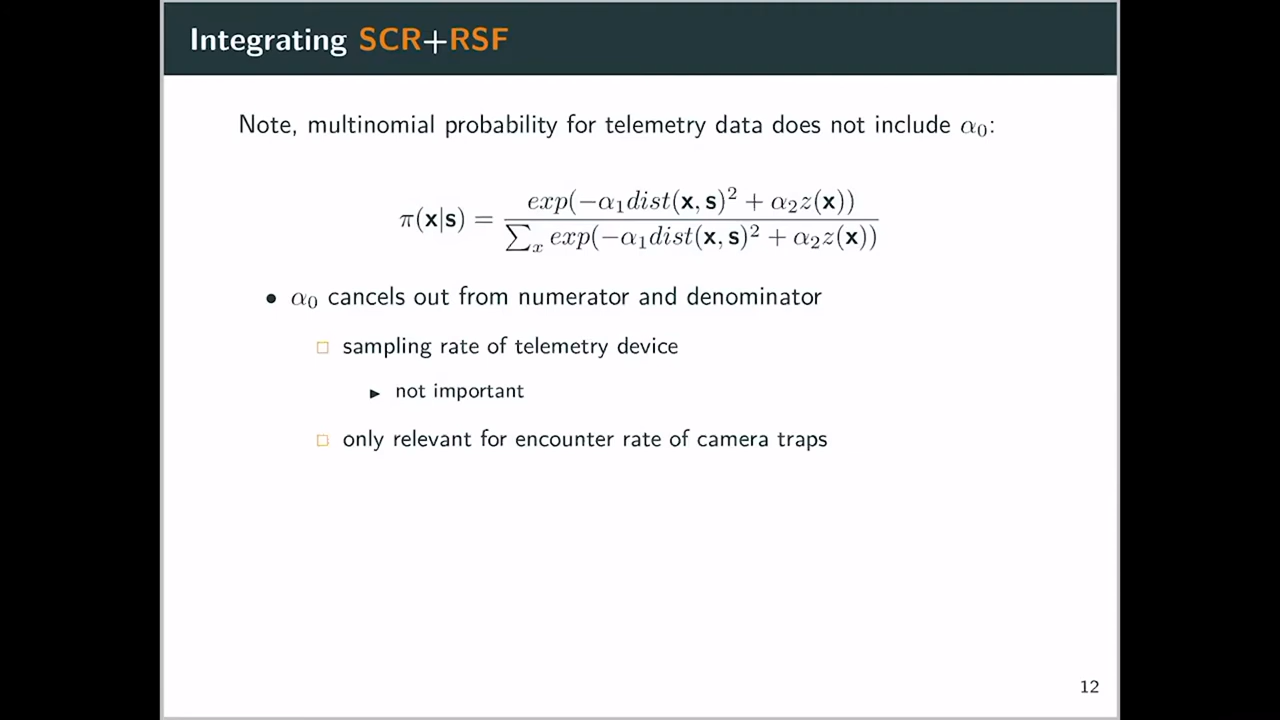 Integrating SCR+RSF
Note, multinomial probability for telemetry data does not include α₀:
π(x|s) = exp(−α₁dist(x, s)² + α₂z(x)) / ∑ₓ exp(−α₁dist(x, s)² + α₂z(x))
• α₀ cancels out from numerator and denominator
□ sampling rate of telemetry device
▶ not important
□ only relevant for encounter rate of camera traps
12